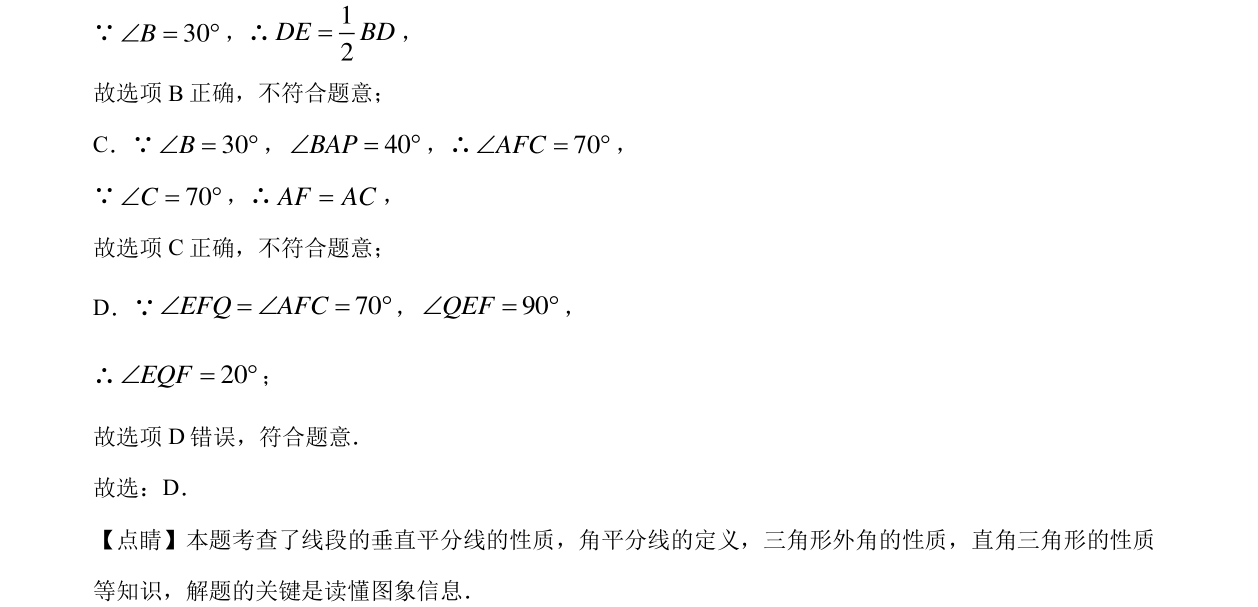 ∵ ∠B = 30°，∴ DE = 1/2 BD，
故选项 B 正确，不符合题意；
C．∵ ∠B = 30°，∠BAP = 40°，∴ ∠AFC = 70°，
∵ ∠C = 70°，∴ AF = AC，
故选项 C 正确，不符合题意；
D．∵ ∠EFQ = ∠AFC = 70°，∠QEF = 90°，
∴ ∠EQF = 20°；
故选项 D 错误，符合题意．
故选：D．
【点睛】本题考查了线段的垂直平分线的性质，角平分线的定义，三角形外角的性质，直角三角形的性质
等知识，解题的关键是读懂图象信息．